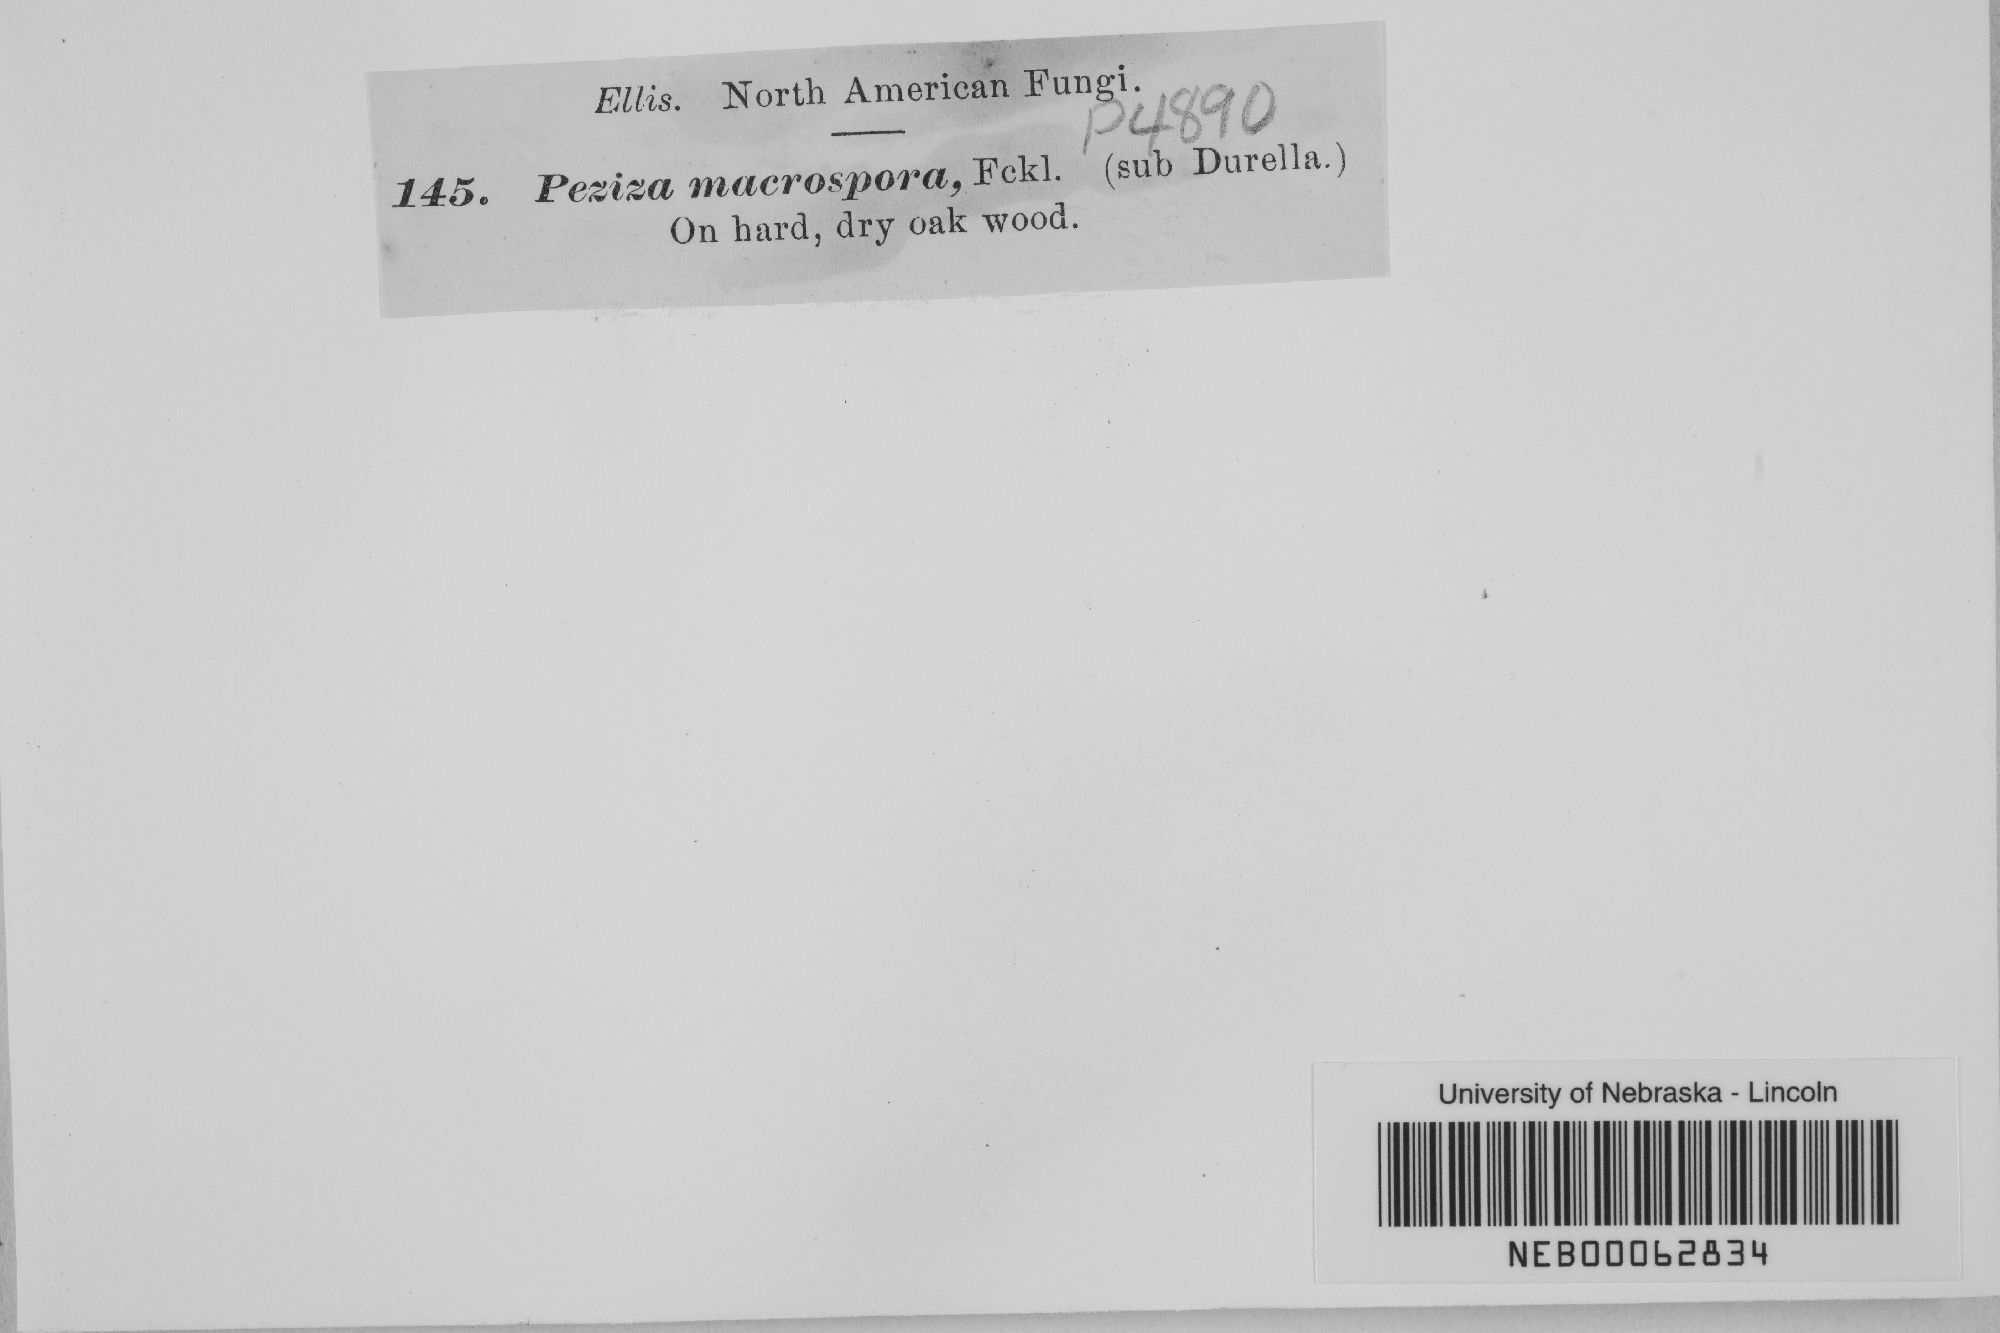 Ellis. North American Fungi.
P4890
145. Peziza macrospora, Fckl. (sub Durella.)
On hard, dry oak wood.
University of Nebraska - Lincoln
NEB00062834